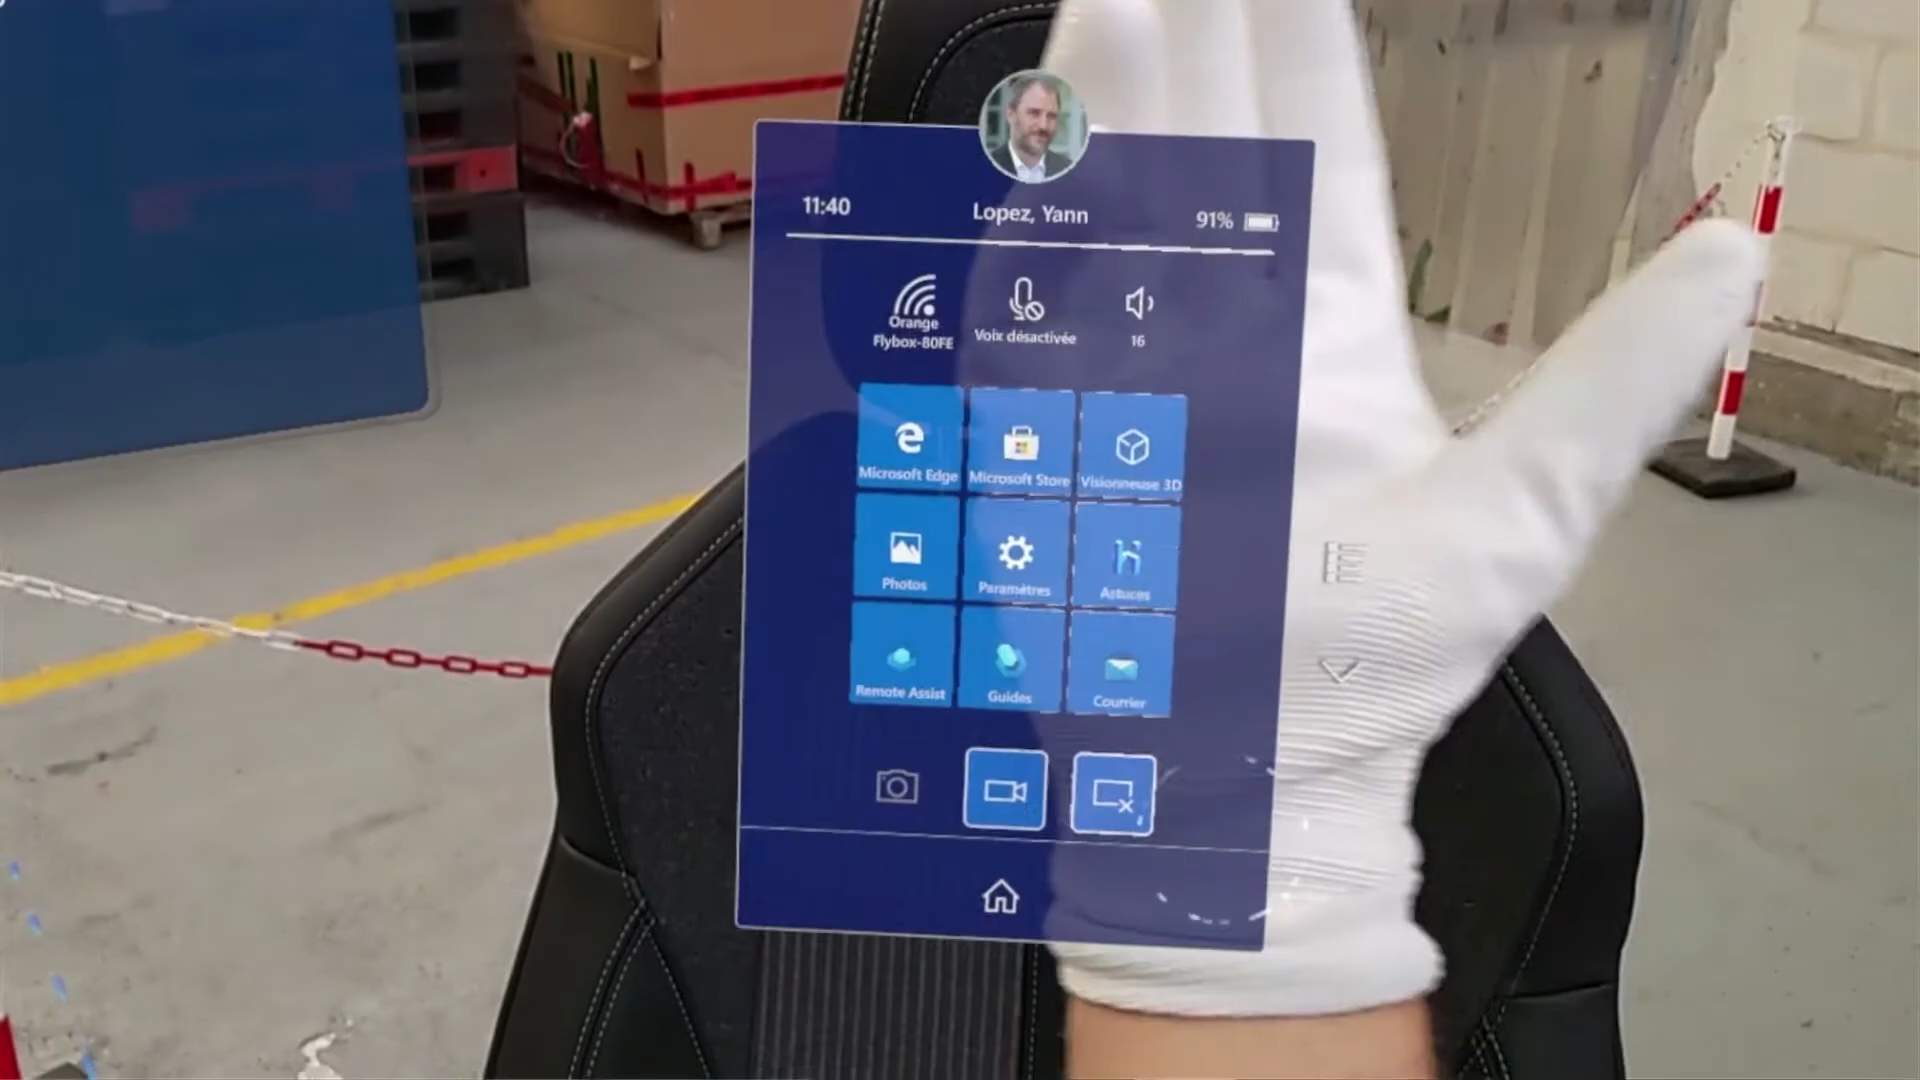 11:40
Lopez, Yann
91%
Orange
Flybox-80FE
Voix désactivée
16
Microsoft Edge
Microsoft Store
Visionneuse 3D
Photos
Paramètres
Astuces
Remote Assist
Guides
Courrier